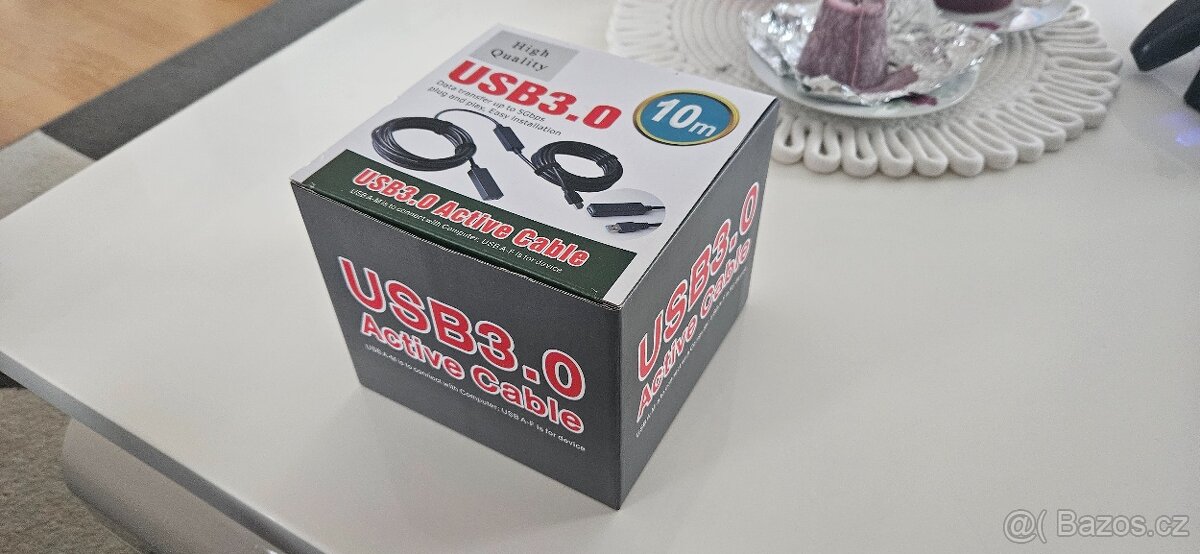 High
Quality
USB3.0
Data transfer up to 5Gbps
plug and play, Easy installation
10m
USB3.0 Active Cable
USB A-M is to connect with Computer; USB A-F is for device
USB3.0
Active Cable
USB A-M is to connect with Computer; USB A-F is for device
USB3.0
Active Cable
@( Bazos.cz